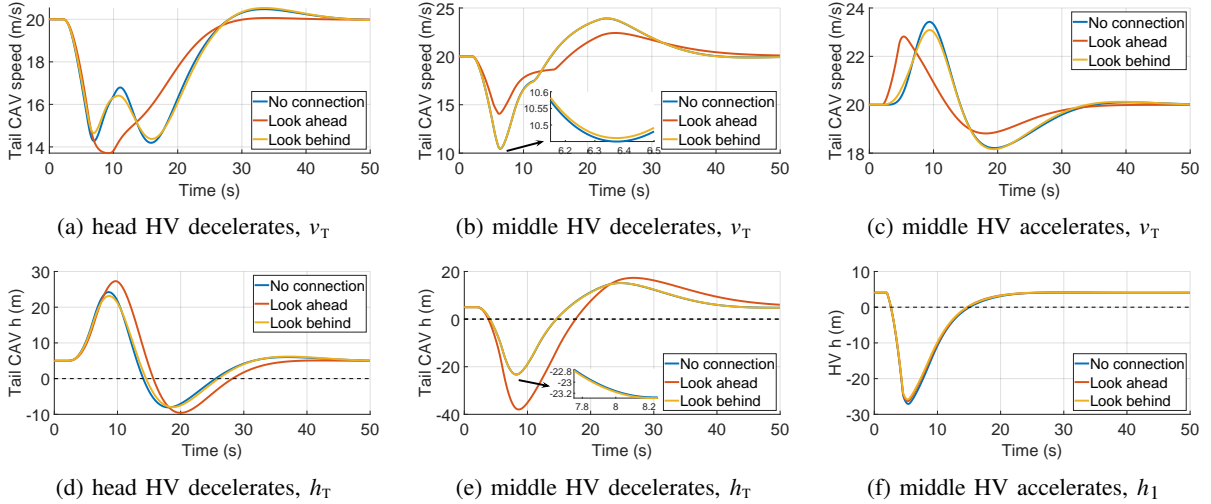 Tail CAV speed (m/s)
20
18
16
14
0 10 20 30 40 50
Time (s)
No connection
Look ahead
Look behind
(a) head HV decelerates, v_T
Tail CAV speed (m/s)
25
20
15
10
5
0 10 20 30 40 50
Time (s)
10.6
10.55
10.5
6.2 6.3 6.4 6.5
No connection
Look ahead
Look behind
(b) middle HV decelerates, v_T
Tail CAV speed (m/s)
24
22
20
18
0 10 20 30 40 50
Time (s)
No connection
Look ahead
Look behind
(c) middle HV accelerates, v_T
Tail CAV h (m)
30
20
10
0
-10
0 10 20 30 40 50
Time (s)
No connection
Look ahead
Look behind
(d) head HV decelerates, h_T
Tail CAV h (m)
20
0
-20
-40
0 10 20 30 40 50
Time (s)
-22.8
-23
-23.2
7.8 8 8.2
No connection
Look ahead
Look behind
(e) middle HV decelerates, h_T
HV h (m)
10
0
-10
-30
0 10 20 30 40 50
Time (s)
No connection
Look ahead
Look behind
(f) middle HV accelerates, h_1